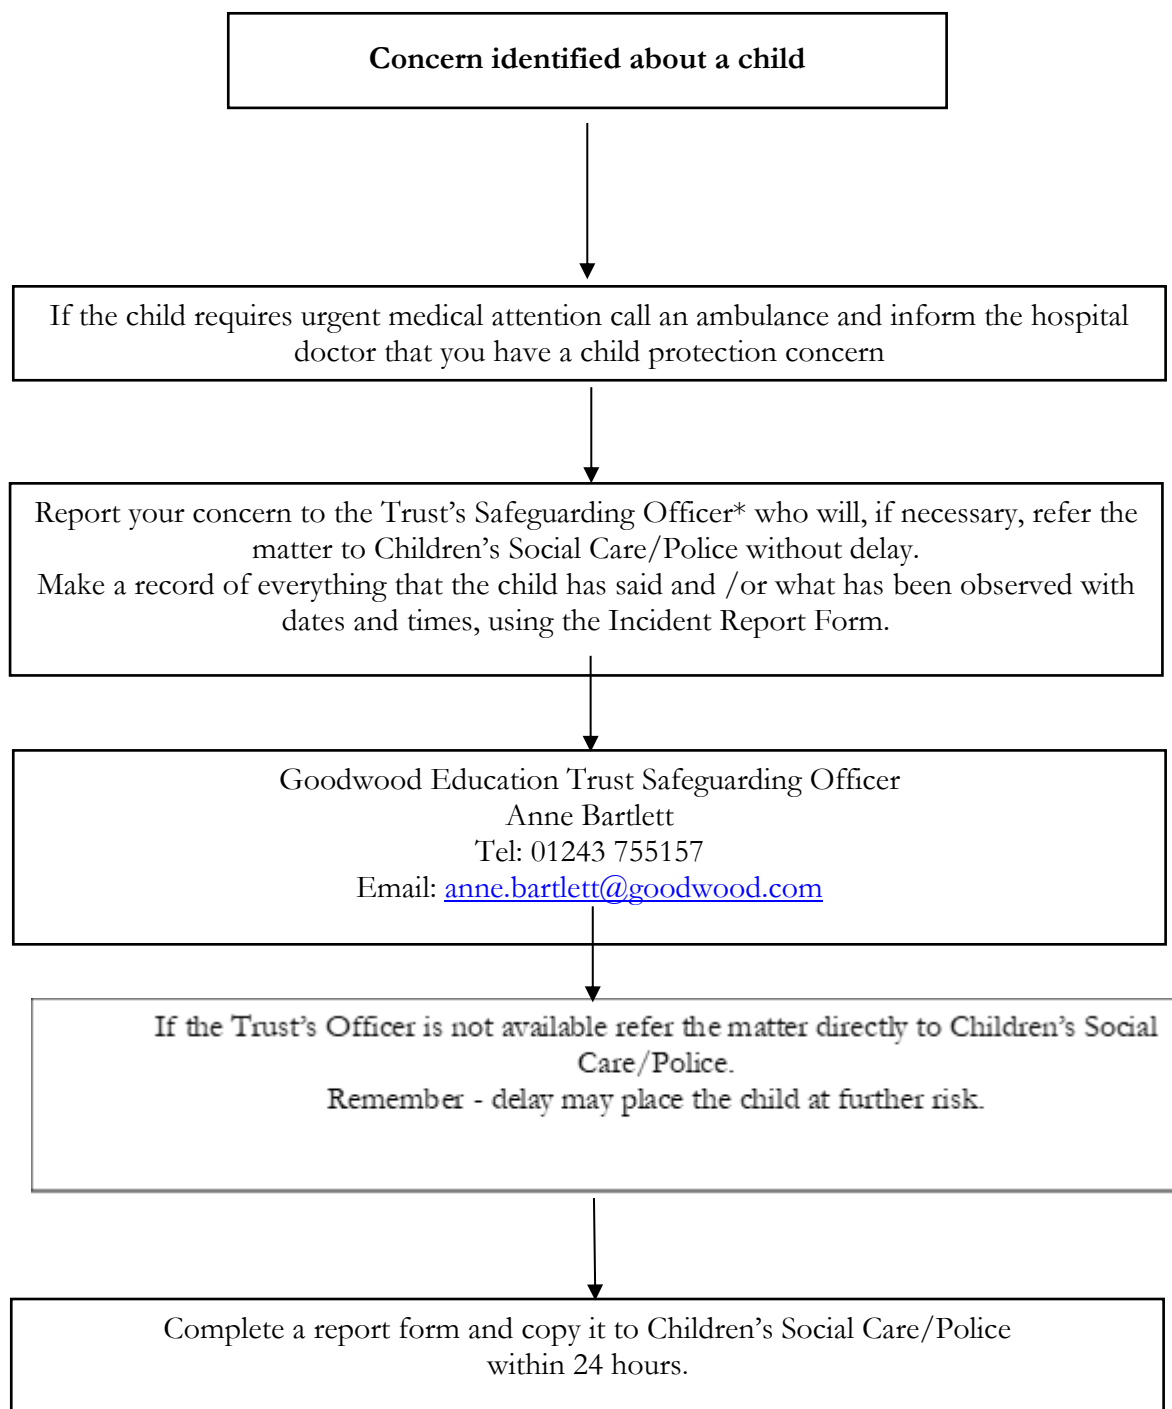 Concern identified about a child
If the child requires urgent medical attention call an ambulance and inform the hospital
doctor that you have a child protection concern
Report your concern to the Trust’s Safeguarding Officer* who will, if necessary, refer the
matter to Children’s Social Care/Police without delay.
Make a record of everything that the child has said and /or what has been observed with
dates and times, using the Incident Report Form.
Goodwood Education Trust Safeguarding Officer
Anne Bartlett
Tel: 01243 755157
Email: anne.bartlett@goodwood.com
If the Trust’s Officer is not available refer the matter directly to Children’s Social
Care/Police.
Remember - delay may place the child at further risk.
Complete a report form and copy it to Children’s Social Care/Police
within 24 hours.